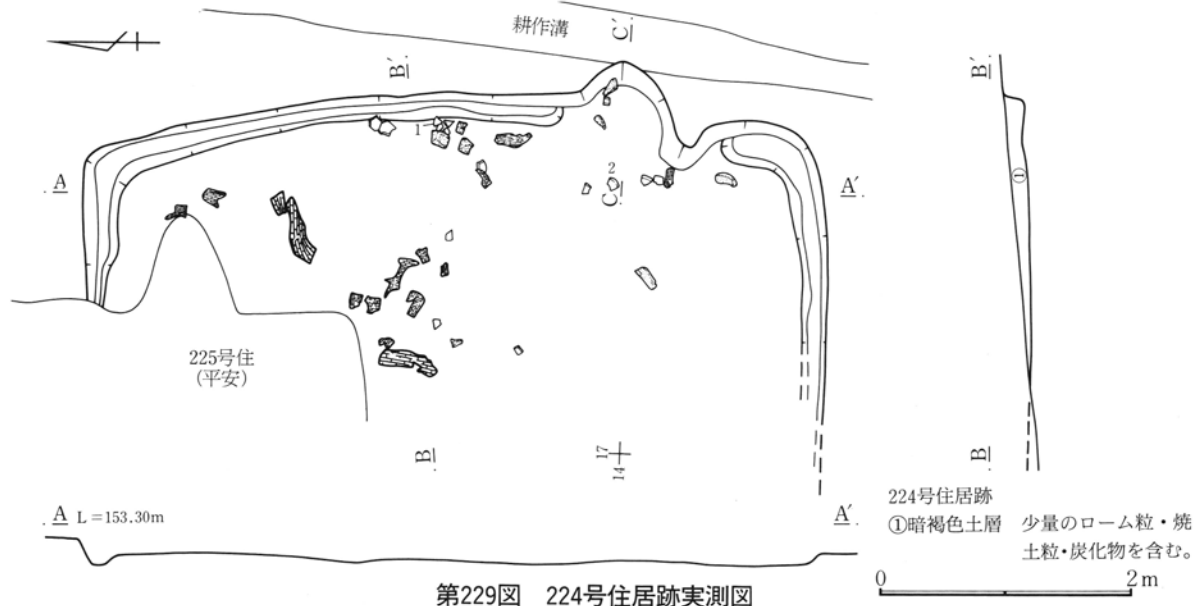 耕作溝
C′
B′
B′
1
2
C
A
A′
①
225号住
(平安)
B
17
14
B
A L=153.30m
A′
224号住居跡
①暗褐色土層 少量のローム粒・焼
土粒・炭化物を含む。
0 2m
第229図 224号住居跡実測図